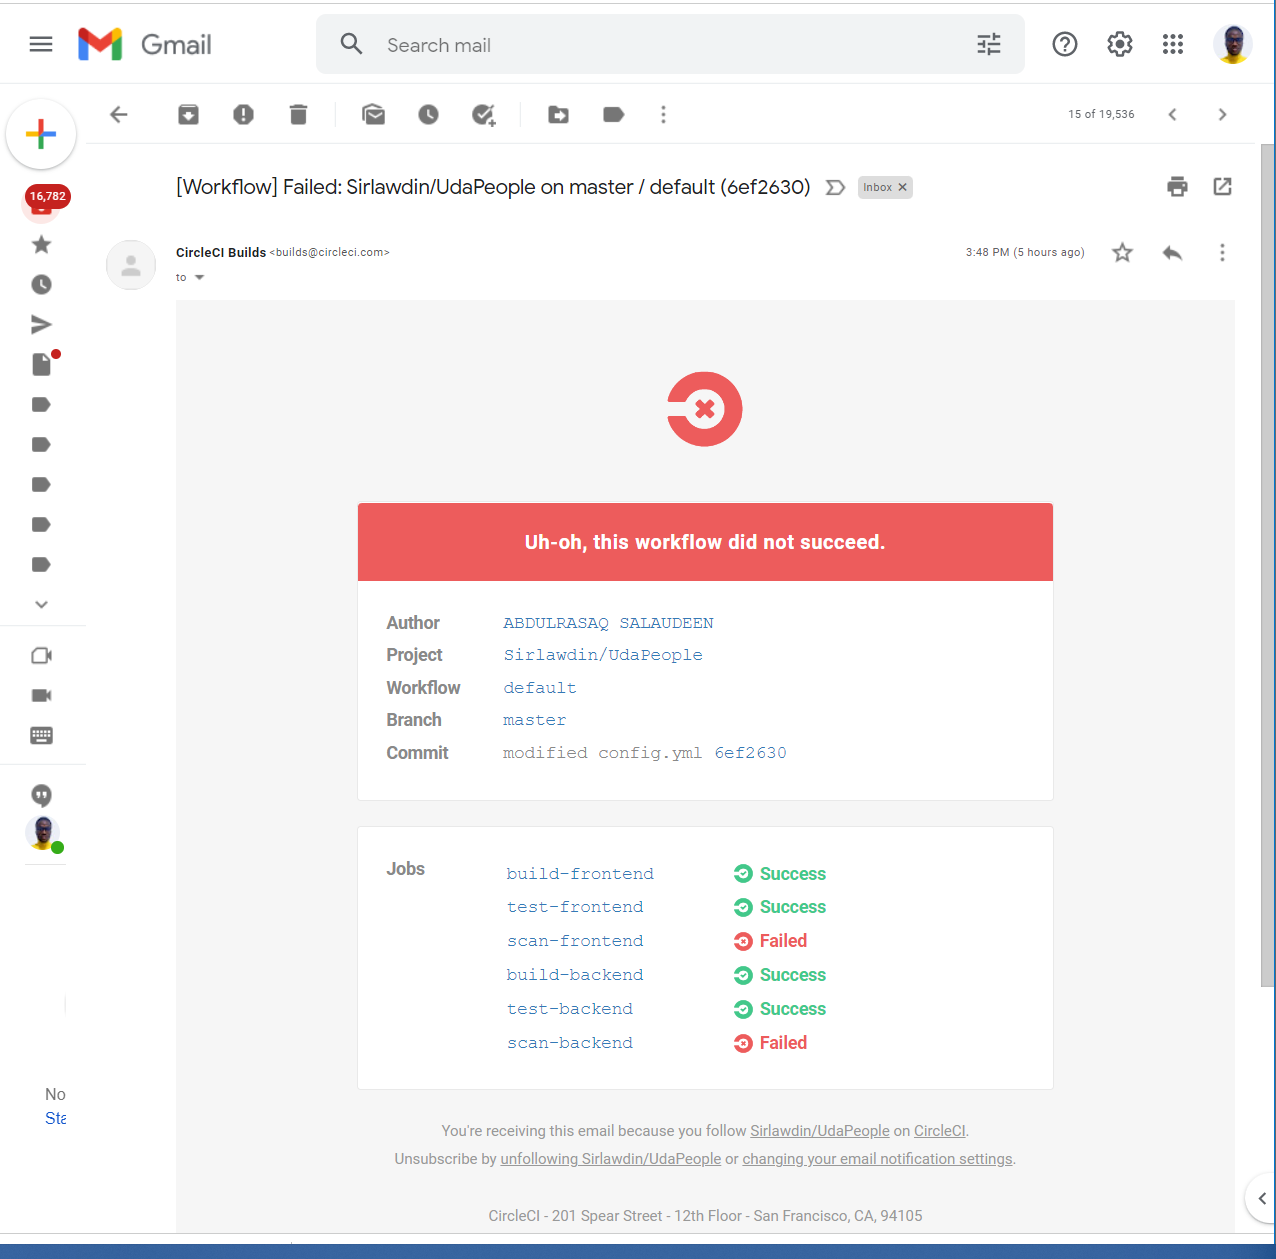 Gmail
Search mail
15 of 19,536
16,782
[Workflow] Failed: Sirlawdin/UdaPeople on master / default (6ef2630)
Inbox
CircleCI Builds <builds@circleci.com>
3:48 PM (5 hours ago)
to
Uh-oh, this workflow did not succeed.
Author ABDULRASAQ SALAUDEEN
Project Sirlawdin/UdaPeople
Workflow default
Branch master
Commit modified config.yml 6ef2630
Jobs
build-frontend Success
test-frontend Success
scan-frontend Failed
build-backend Success
test-backend Success
scan-backend Failed
No
Sta
You're receiving this email because you follow Sirlawdin/UdaPeople on CircleCI.
Unsubscribe by unfollowing Sirlawdin/UdaPeople or changing your email notification settings.
CircleCI - 201 Spear Street - 12th Floor - San Francisco, CA, 94105